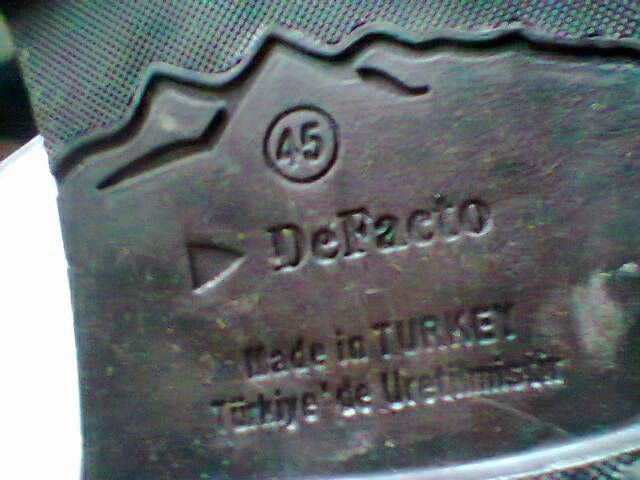 45
DeFacto
Made in TURKEY
Türkiye'de Üretilmiştir